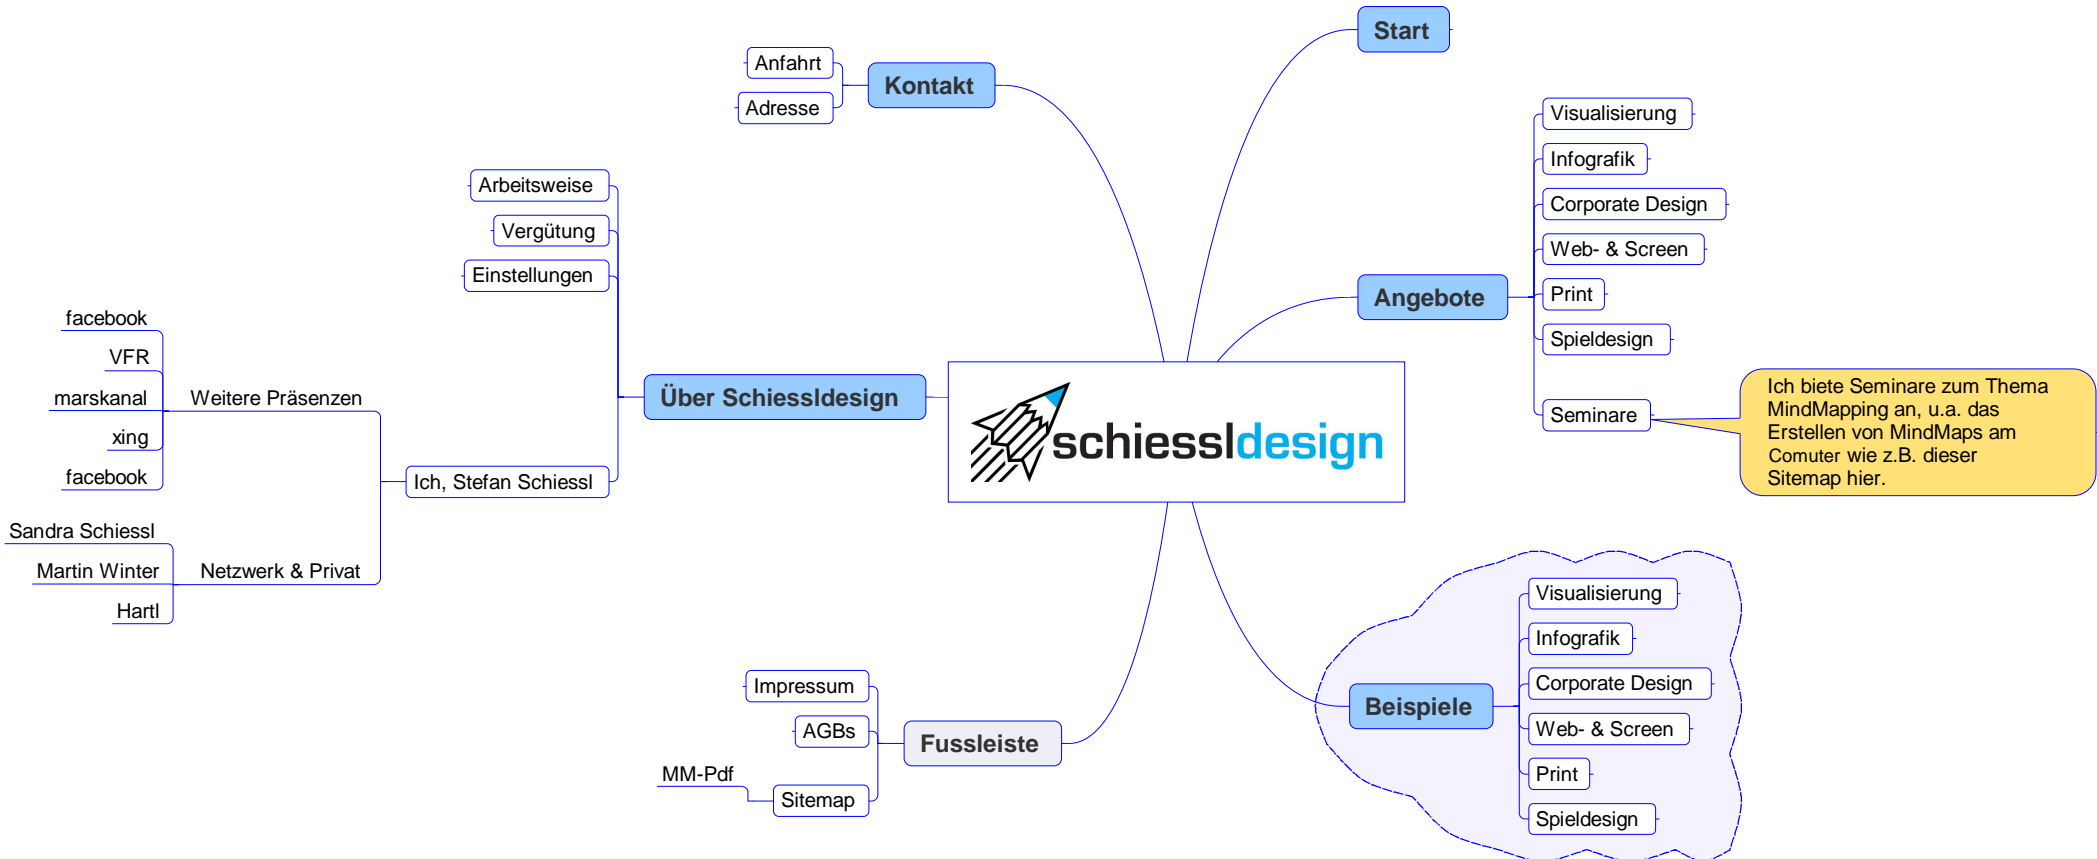 Start
Anfahrt
Kontakt
Adresse
Visualisierung
Infografik
Corporate Design
Web- & Screen
Angebote
Print
Spieldesign
Seminare
Ich biete Seminare zum Thema
MindMapping an, u.a. das
Erstellen von MindMaps am
Comuter wie z.B. dieser
Sitemap hier.
Arbeitsweise
Vergütung
Einstellungen
Über Schiessldesign
schiessldesign
facebook
VFR
marskanal
Weitere Präsenzen
xing
facebook
Ich, Stefan Schiessl
Sandra Schiessl
Martin Winter
Netzwerk & Privat
Hartl
Visualisierung
Infografik
Corporate Design
Beispiele
Web- & Screen
Print
Spieldesign
Impressum
AGBs
Fussleiste
MM-Pdf
Sitemap